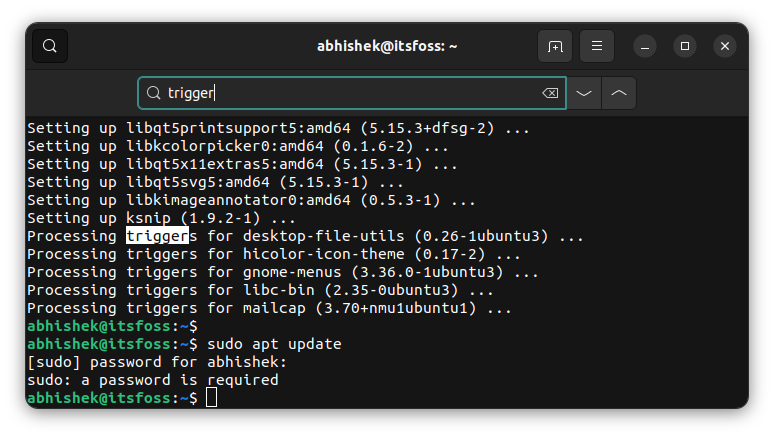 abhishek@itsfoss: ~
trigger
Setting up libqt5printsupport5:amd64 (5.15.3+dfsg-2) ...
Setting up libkcolorpicker0:amd64 (0.1.6-2) ...
Setting up libqt5x11extras5:amd64 (5.15.3-1) ...
Setting up libqt5svg5:amd64 (5.15.3-1) ...
Setting up libkimageannotator0:amd64 (0.5.3-1) ...
Setting up ksnip (1.9.2-1) ...
Processing triggers for desktop-file-utils (0.26-1ubuntu3) ...
Processing triggers for hicolor-icon-theme (0.17-2) ...
Processing triggers for gnome-menus (3.36.0-1ubuntu3) ...
Processing triggers for libc-bin (2.35-0ubuntu3) ...
Processing triggers for mailcap (3.70+nmu1ubuntu1) ...
abhishek@itsfoss:~$
abhishek@itsfoss:~$ sudo apt update
[sudo] password for abhishek:
sudo: a password is required
abhishek@itsfoss:~$